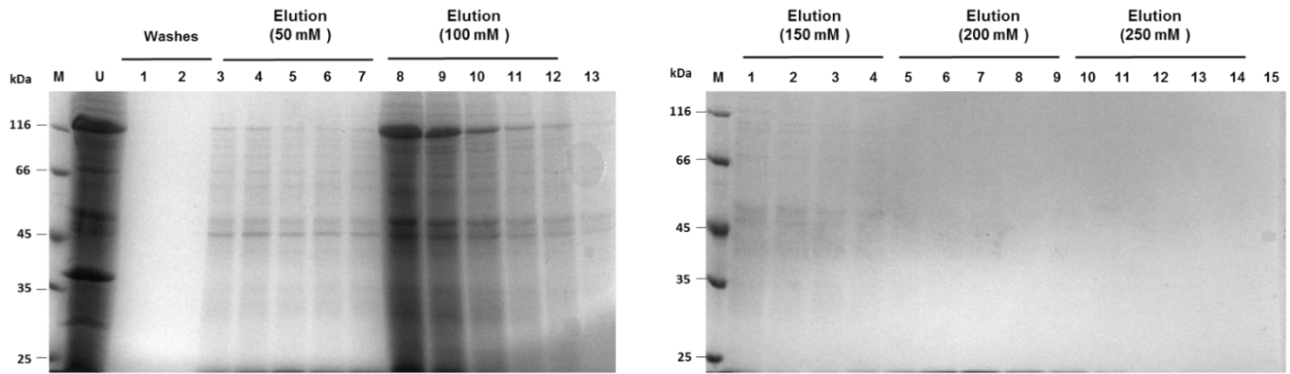 Washes
Elution
(50 mM )
Elution
(100 mM )
kDa M U 1 2 3 4 5 6 7 8 9 10 11 12 13
116
66
45
35
25
Elution
(150 mM )
Elution
(200 mM )
Elution
(250 mM )
kDa M 1 2 3 4 5 6 7 8 9 10 11 12 13 14 15
116
66
45
35
25